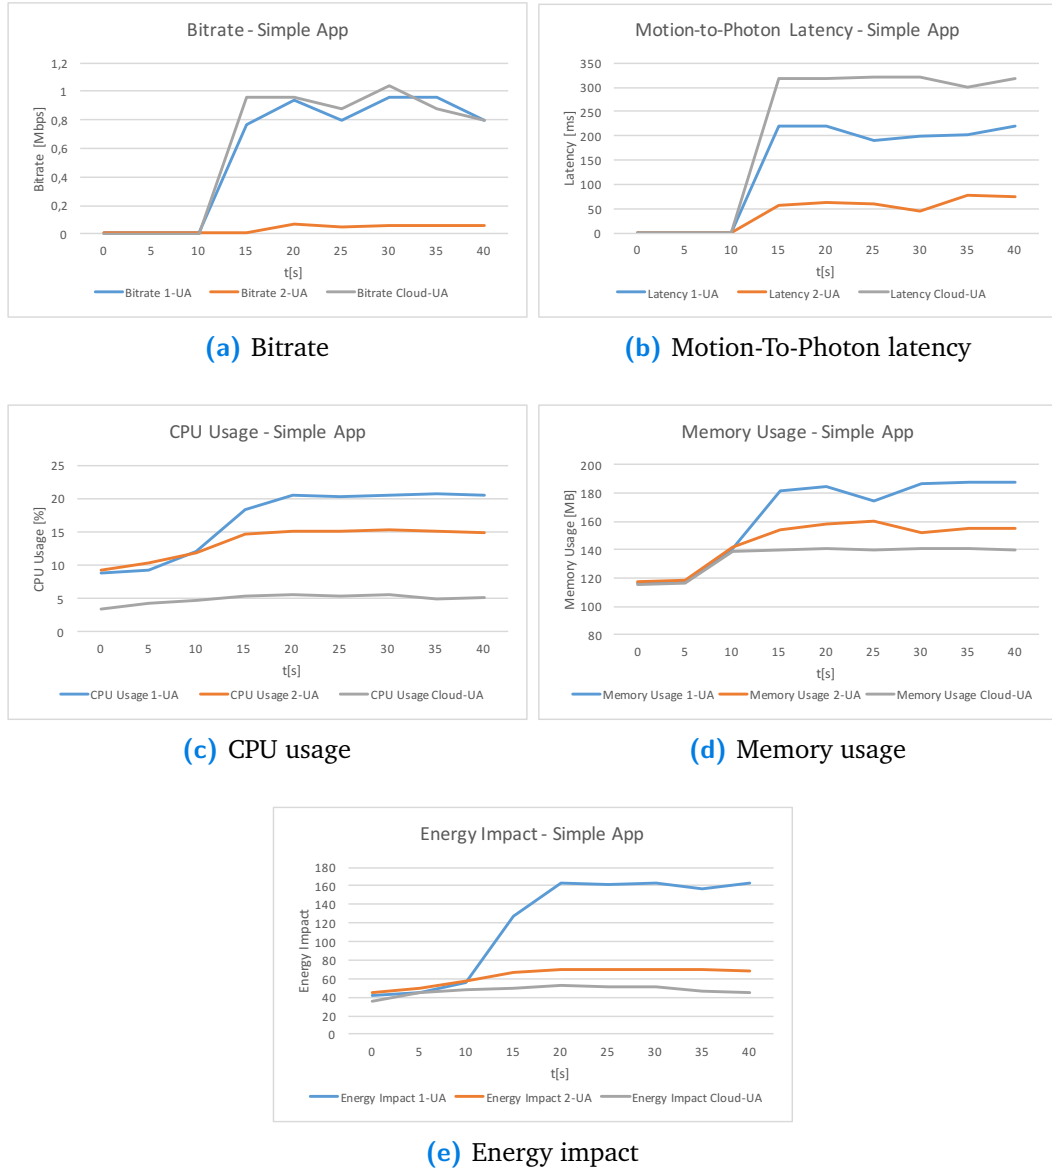 Bitrate - Simple App
1,2
1
0,8
0,6
0,4
0,2
0
Bitrate [Mbps]
0 5 10 15 20 25 30 35 40
t[s]
Bitrate 1-UA Bitrate 2-UA Bitrate Cloud-UA
(a) Bitrate
Motion-to-Photon Latency - Simple App
350
300
250
200
150
100
50
0
Latency [ms]
0 5 10 15 20 25 30 35 40
t[s]
Latency 1-UA Latency 2-UA Latency Cloud-UA
(b) Motion-To-Photon latency
CPU Usage - Simple App
25
20
15
10
5
0
CPU Usage [%]
0 5 10 15 20 25 30 35 40
t[s]
CPU Usage 1-UA CPU Usage 2-UA CPU Usage Cloud-UA
(c) CPU usage
Memory Usage - Simple App
200
180
160
140
120
100
80
Memory Usage [MB]
0 5 10 15 20 25 30 35 40
t[s]
Memory Usage 1-UA Memory Usage 2-UA Memory Usage Cloud-UA
(d) Memory usage
Energy Impact - Simple App
180
160
140
120
100
80
60
40
20
0
Energy Impact
0 5 10 15 20 25 30 35 40
t[s]
Energy Impact 1-UA Energy Impact 2-UA Energy Impact Cloud-UA
(e) Energy impact